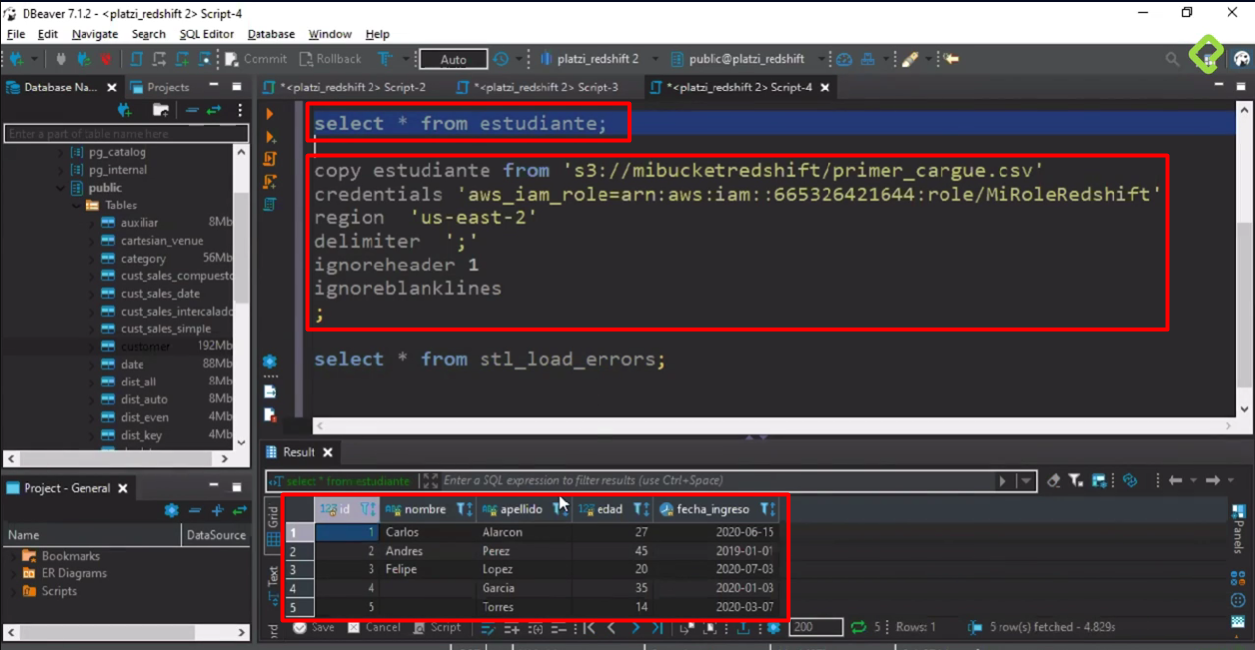 DBeaver 7.1.2 - <platzi_redshift 2> Script-4
File Edit Navigate Search SQL Editor Database Window Help
Commit Rollback Auto platzi_redshift 2 public@platzi_redshift
Database Na... Projects
*<platzi_redshift 2> Script-2 *<platzi_redshift 2> Script-3 *<platzi_redshift 2> Script-4
Enter a part of table name here
pg_catalog
pg_internal
public
Tables
auxiliar 8Mb
cartesian_venue
category 56Mb
cust_sales_compuesto
cust_sales_date
cust_sales_intercalado
cust_sales_simple
customer 192Mb
date 88Mb
dist_all 8Mb
dist_auto 8Mb
dist_even 4Mb
dist_key 4Mb
select * from estudiante;
copy estudiante from 's3://mibucketredshift/primer_cargue.csv'
credentials 'aws_iam_role=arn:aws:iam::665326421644:role/MiRoleRedshift'
region 'us-east-2'
delimiter ';'
ignoreheader 1
ignoreblanklines
;
select * from stl_load_errors;
Project - General
Name DataSource
Bookmarks
ER Diagrams
Scripts
Result
select * from estudiante Enter a SQL expression to filter results (use Ctrl+Space)
Grid
Text
Panels
123 id nombre apellido 123 edad fecha_ingreso
1 1 Carlos Alarcon 27 2020-06-15
2 2 Andres Perez 45 2019-01-01
3 3 Felipe Lopez 20 2020-07-03
4 4 Garcia 35 2020-01-03
5 5 Torres 14 2020-03-07
Save Cancel Script 200 5 Rows: 1 5 row(s) fetched - 4.829s